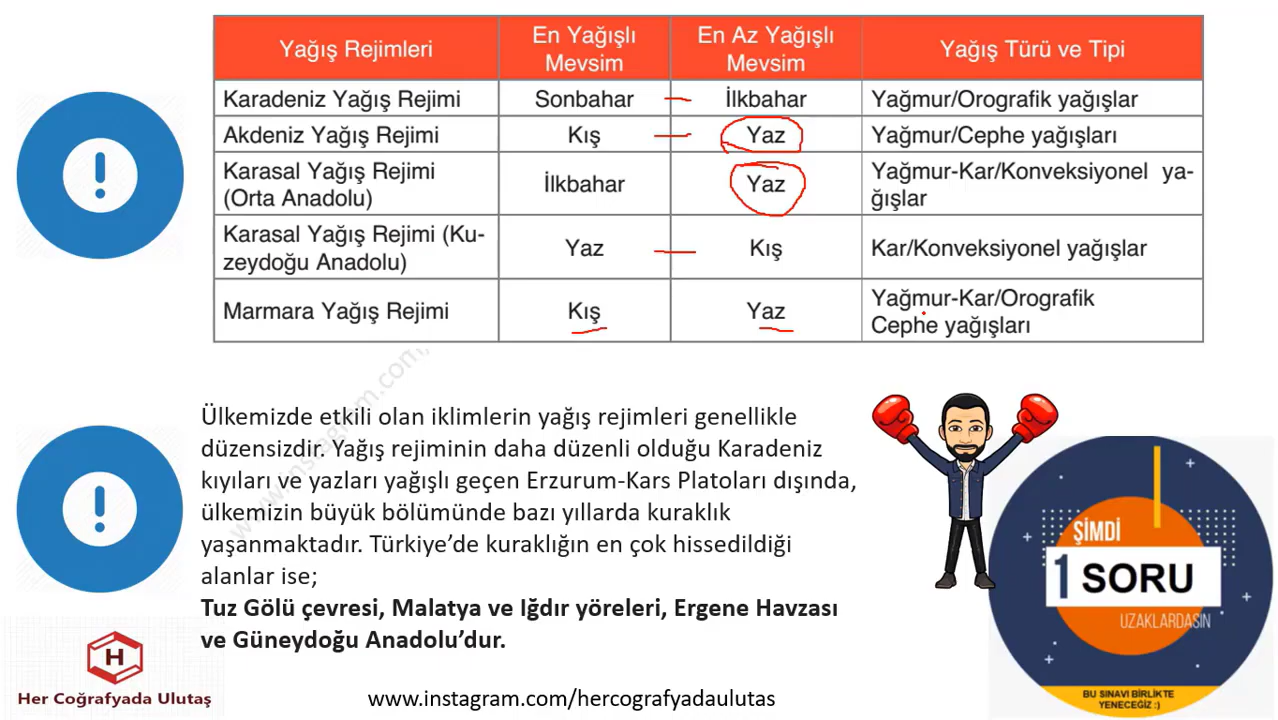 Yağış Rejimleri
En Yağışlı
Mevsim
En Az Yağışlı
Mevsim
Yağış Türü ve Tipi
Karadeniz Yağış Rejimi
Sonbahar
İlkbahar
Yağmur/Orografik yağışlar
Akdeniz Yağış Rejimi
Kış
Yaz
Yağmur/Cephe yağışları
Karasal Yağış Rejimi
(Orta Anadolu)
İlkbahar
Yaz
Yağmur-Kar/Konveksiyonel ya-
ğışlar
Karasal Yağış Rejimi (Ku-
zeydoğu Anadolu)
Yaz
Kış
Kar/Konveksiyonel yağışlar
Marmara Yağış Rejimi
Kış
Yaz
Yağmur-Kar/Orografik
Cephe yağışları
Ülkemizde etkili olan iklimlerin yağış rejimleri genellikle
düzensizdir. Yağış rejiminin daha düzenli olduğu Karadeniz
kıyıları ve yazları yağışlı geçen Erzurum-Kars Platoları dışında,
ülkemizin büyük bölümünde bazı yıllarda kuraklık
yaşanmaktadır. Türkiye’de kuraklığın en çok hissedildiği
alanlar ise;
Tuz Gölü çevresi, Malatya ve Iğdır yöreleri, Ergene Havzası
ve Güneydoğu Anadolu’dur.
www.instagram.com,
ŞİMDİ
1 SORU
UZAKLARDASIN
BU SINAVI BİRLİKTE
YENECEĞİZ :)
H
Her Coğrafyada Ulutaş
www.instagram.com/hercografyadaulutas